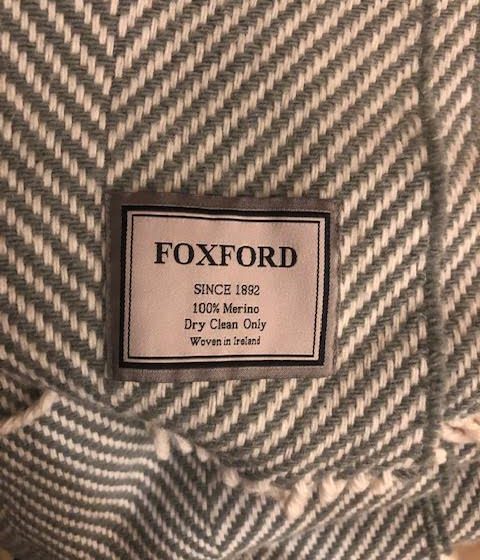 FOXFORD
SINCE 1892
100% Merino
Dry Clean Only
Woven in Ireland